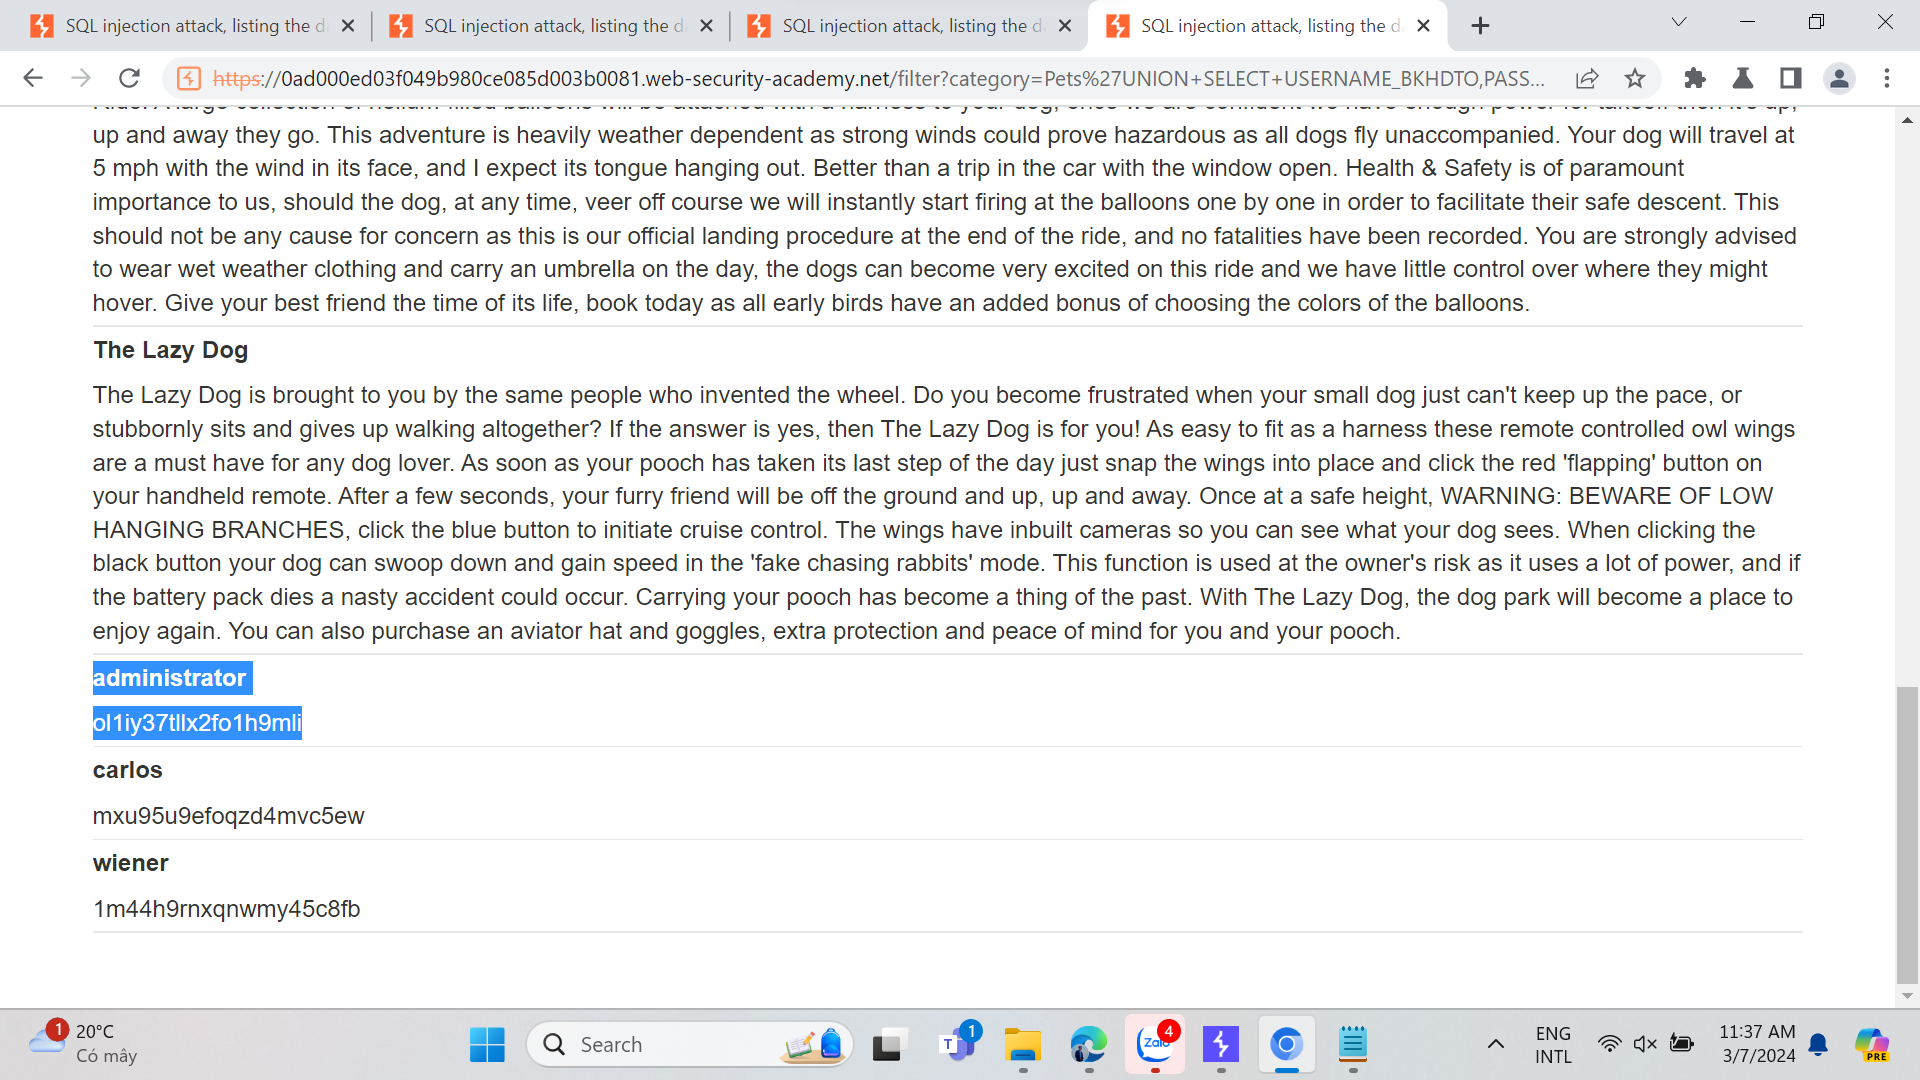 SQL injection attack, listing the d
SQL injection attack, listing the d
SQL injection attack, listing the d
SQL injection attack, listing the d
https://0ad000ed03f049b980ce085d003b0081.web-security-academy.net/filter?category=Pets%27UNION+SELECT+USERNAME_BKHDTO,PASS...
up and away they go. This adventure is heavily weather dependent as strong winds could prove hazardous as all dogs fly unaccompanied. Your dog will travel at
5 mph with the wind in its face, and I expect its tongue hanging out. Better than a trip in the car with the window open. Health & Safety is of paramount
importance to us, should the dog, at any time, veer off course we will instantly start firing at the balloons one by one in order to facilitate their safe descent. This
should not be any cause for concern as this is our official landing procedure at the end of the ride, and no fatalities have been recorded. You are strongly advised
to wear wet weather clothing and carry an umbrella on the day, the dogs can become very excited on this ride and we have little control over where they might
hover. Give your best friend the time of its life, book today as all early birds have an added bonus of choosing the colors of the balloons.
The Lazy Dog
The Lazy Dog is brought to you by the same people who invented the wheel. Do you become frustrated when your small dog just can't keep up the pace, or
stubbornly sits and gives up walking altogether? If the answer is yes, then The Lazy Dog is for you! As easy to fit as a harness these remote controlled owl wings
are a must have for any dog lover. As soon as your pooch has taken its last step of the day just snap the wings into place and click the red 'flapping' button on
your handheld remote. After a few seconds, your furry friend will be off the ground and up, up and away. Once at a safe height, WARNING: BEWARE OF LOW
HANGING BRANCHES, click the blue button to initiate cruise control. The wings have inbuilt cameras so you can see what your dog sees. When clicking the
black button your dog can swoop down and gain speed in the 'fake chasing rabbits' mode. This function is used at the owner's risk as it uses a lot of power, and if
the battery pack dies a nasty accident could occur. Carrying your pooch has become a thing of the past. With The Lazy Dog, the dog park will become a place to
enjoy again. You can also purchase an aviator hat and goggles, extra protection and peace of mind for you and your pooch.
administrator
ol1iy37tllx2fo1h9mli
carlos
mxu95u9efoqzd4mvc5ew
wiener
1m44h9rnxqnwmy45c8fb
1
20°C
Có mây
Search
T
1
Zalo
4
ENG
INTL
11:37 AM
3/7/2024
PRE